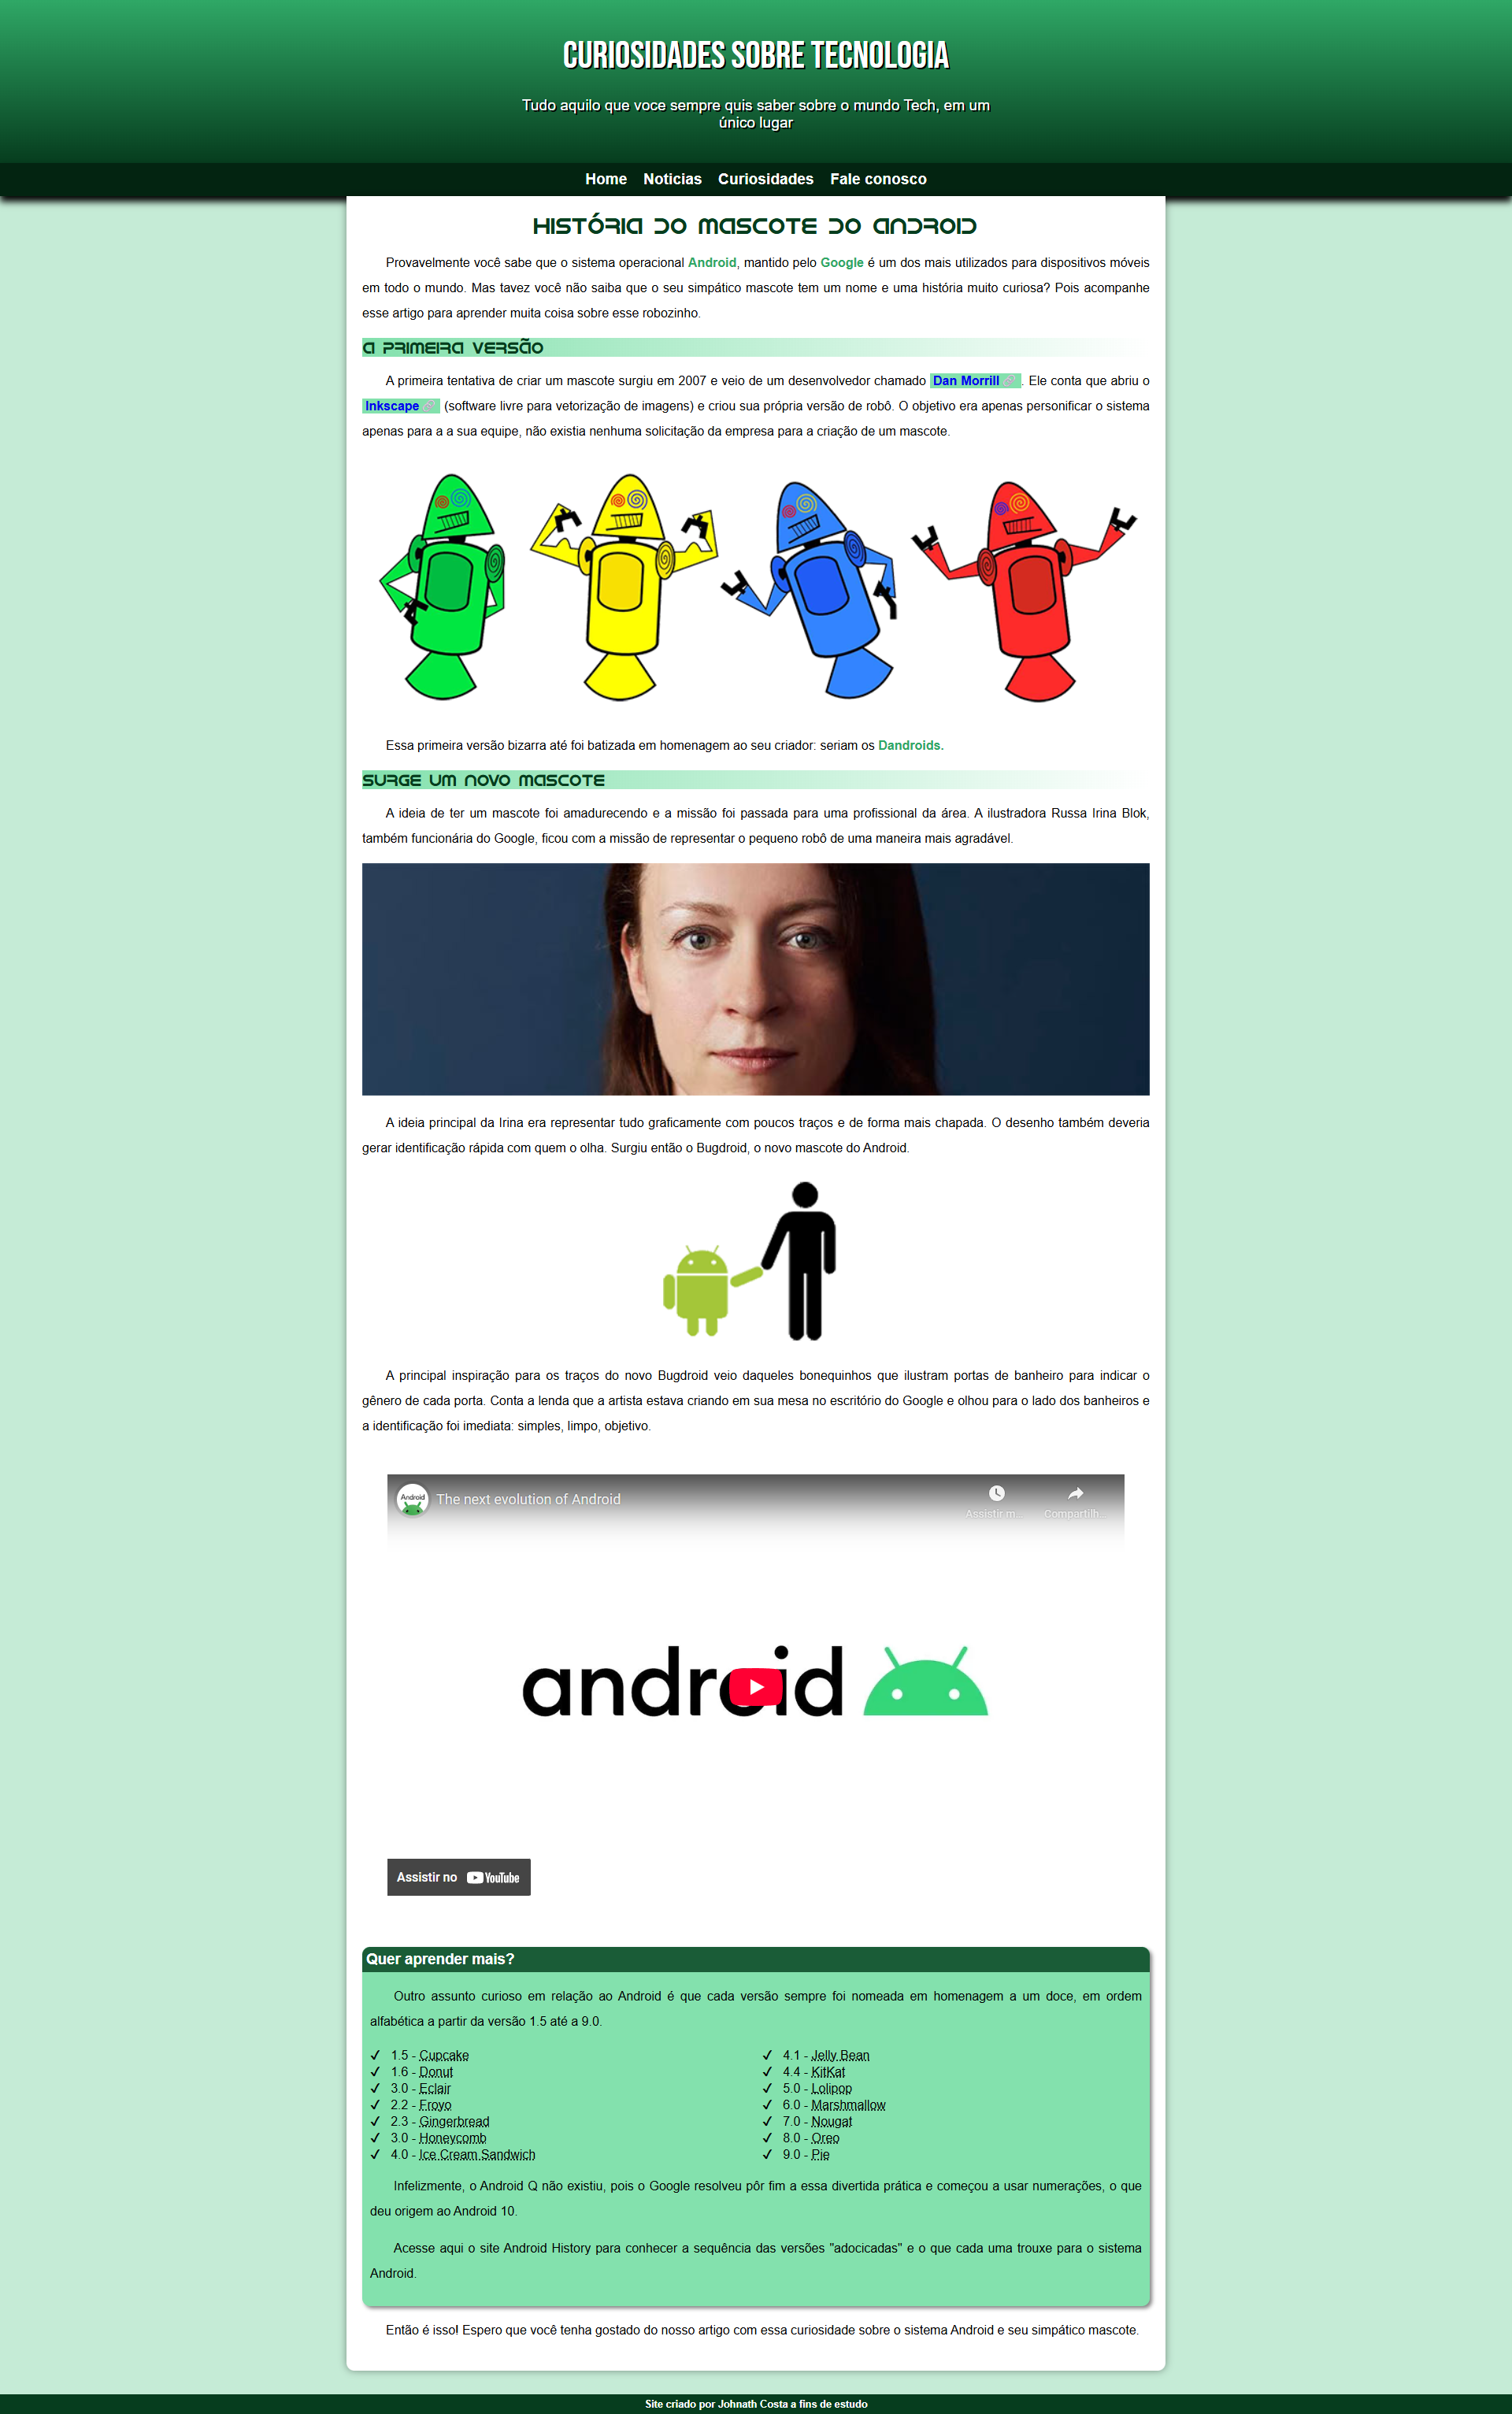 CURIOSIDADES SOBRE TECNOLOGIA
Tudo aquilo que voce sempre quis saber sobre o mundo Tech, em um
único lugar
Home Noticias Curiosidades Fale conosco
HISTÓRIA DO MASCOTE DO ANDROID
Provavelmente você sabe que o sistema operacional Android, mantido pelo Google é um dos mais utilizados para dispositivos móveis
em todo o mundo. Mas tavez você não saiba que o seu simpático mascote tem um nome e uma história muito curiosa? Pois acompanhe
esse artigo para aprender muita coisa sobre esse robozinho.
A PRIMEIRA VERSÃO
A primeira tentativa de criar um mascote surgiu em 2007 e veio de um desenvolvedor chamado Dan Morrill. Ele conta que abriu o
Inkscape (software livre para vetorização de imagens) e criou sua própria versão de robô. O objetivo era apenas personificar o sistema
apenas para a a sua equipe, não existia nenhuma solicitação da empresa para a criação de um mascote.
Essa primeira versão bizarra até foi batizada em homenagem ao seu criador: seriam os Dandroids.
SURGE UM NOVO MASCOTE
A ideia de ter um mascote foi amadurecendo e a missão foi passada para uma profissional da área. A ilustradora Russa Irina Blok,
também funcionária do Google, ficou com a missão de representar o pequeno robô de uma maneira mais agradável.
A ideia principal da Irina era representar tudo graficamente com poucos traços e de forma mais chapada. O desenho também deveria
gerar identificação rápida com quem o olha. Surgiu então o Bugdroid, o novo mascote do Android.
A principal inspiração para os traços do novo Bugdroid veio daqueles bonequinhos que ilustram portas de banheiro para indicar o
gênero de cada porta. Conta a lenda que a artista estava criando em sua mesa no escritório do Google e olhou para o lado dos banheiros e
a identificação foi imediata: simples, limpo, objetivo.
Android
The next evolution of Android
Assistir m... Compartilh...
android
Assistir no YouTube
Quer aprender mais?
Outro assunto curioso em relação ao Android é que cada versão sempre foi nomeada em homenagem a um doce, em ordem
alfabética a partir da versão 1.5 até a 9.0.
✓ 1.5 - Cupcake
✓ 1.6 - Donut
✓ 3.0 - Eclair
✓ 2.2 - Froyo
✓ 2.3 - Gingerbread
✓ 3.0 - Honeycomb
✓ 4.0 - Ice Cream Sandwich
✓ 4.1 - Jelly Bean
✓ 4.4 - KitKat
✓ 5.0 - Lolipop
✓ 6.0 - Marshmallow
✓ 7.0 - Nougat
✓ 8.0 - Oreo
✓ 9.0 - Pie
Infelizmente, o Android Q não existiu, pois o Google resolveu pôr fim a essa divertida prática e começou a usar numerações, o que
deu origem ao Android 10.
Acesse aqui o site Android History para conhecer a sequência das versões "adocicadas" e o que cada uma trouxe para o sistema
Android.
Então é isso! Espero que você tenha gostado do nosso artigo com essa curiosidade sobre o sistema Android e seu simpático mascote.
Site criado por Johnath Costa a fins de estudo